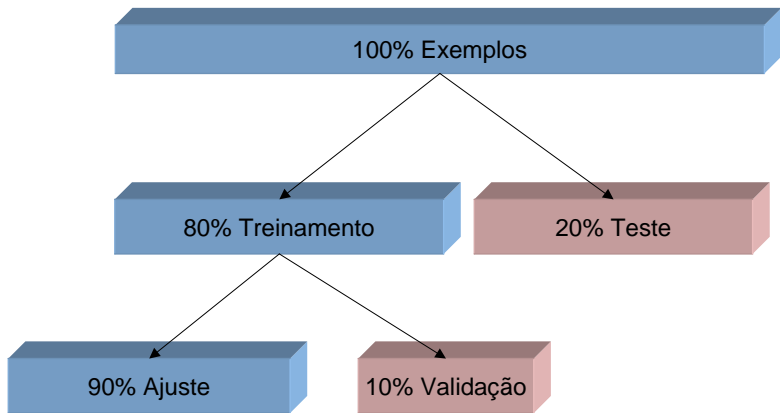 100% Exemplos
80% Treinamento
20% Teste
90% Ajuste
10% Validação